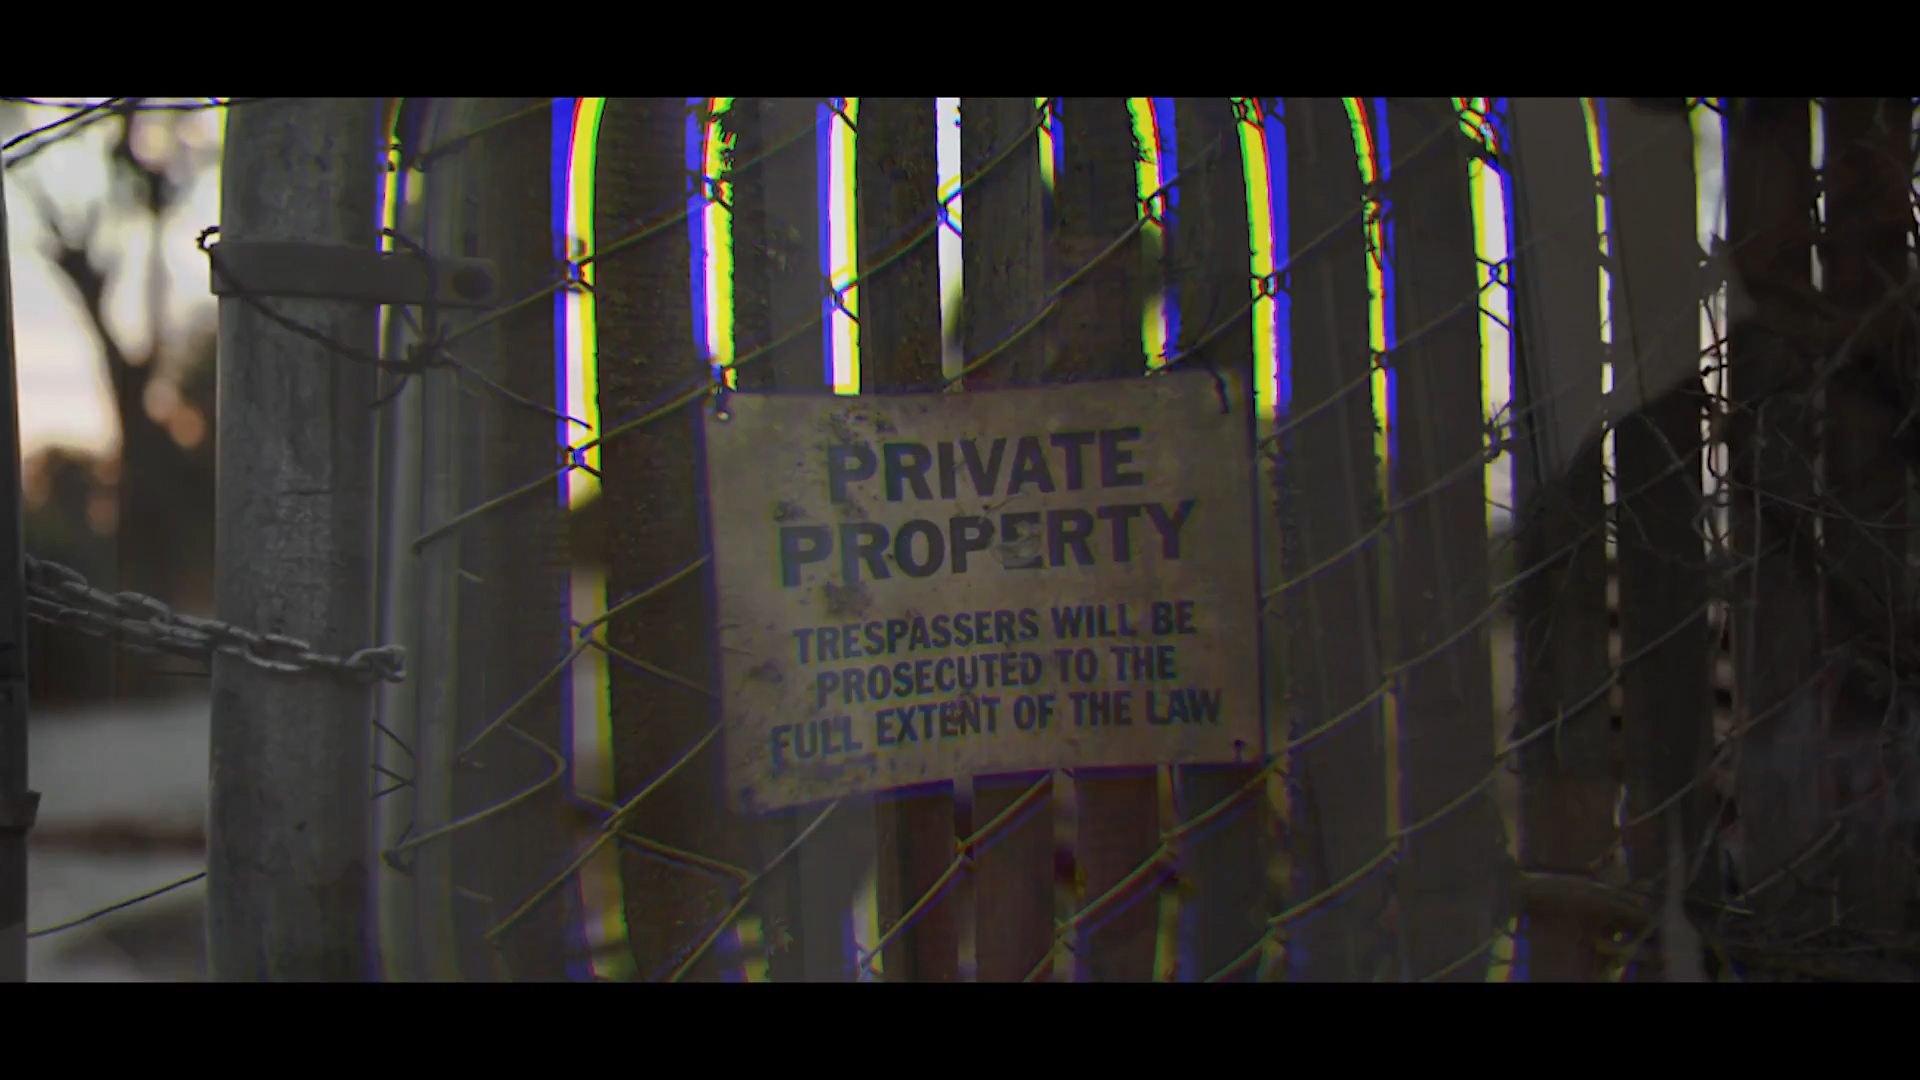 PRIVATE
PROPERTY
TRESPASSERS WILL BE
PROSECUTED TO THE
FULL EXTENT OF THE LAW